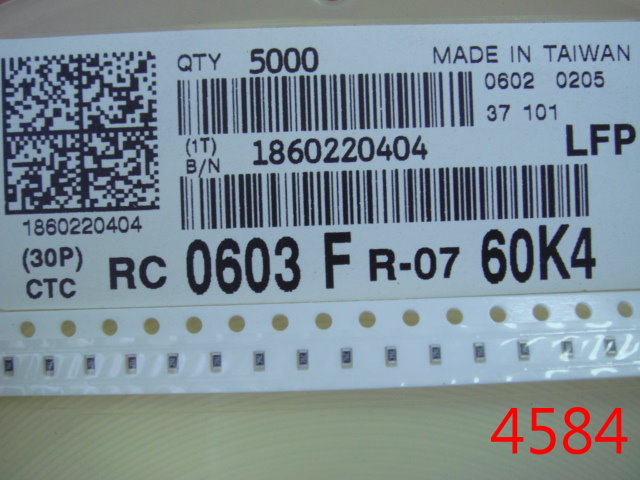 QTY 5000 MADE IN TAIWAN
0602 0205
37 101
(1T)
B/N 1860220404 LFP
1860220404
(30P)
CTC RC 0603 F R-07 60K4
4584